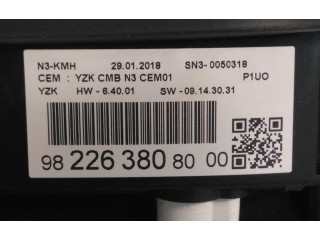 N3-KMH 29.01.2018 SN3-0050318
CEM : YZK CMB N3 CEM01 P1UO
YZK HW - 6.40.01 SW - 09.14.30.31
98 226 380 80 00